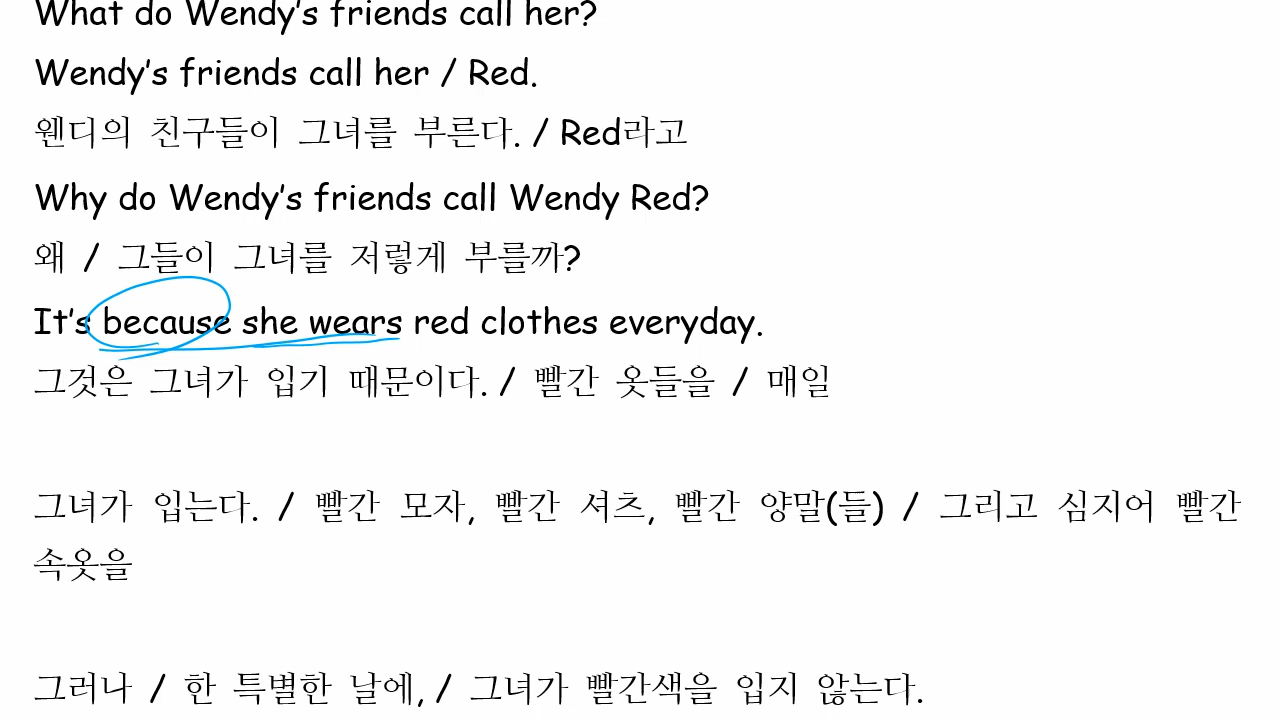 What do Wendy's friends call her?
Wendy's friends call her / Red.
웬디의 친구들이 그녀를 부른다. / Red라고
Why do Wendy's friends call Wendy Red?
왜 / 그들이 그녀를 저렇게 부를까?
It's because she wears red clothes everyday.
그것은 그녀가 입기 때문이다. / 빨간 옷들을 / 매일
그녀가 입는다. / 빨간 모자, 빨간 셔츠, 빨간 양말(들) / 그리고 심지어 빨간
속옷을
그러나 / 한 특별한 날에, / 그녀가 빨간색을 입지 않는다.